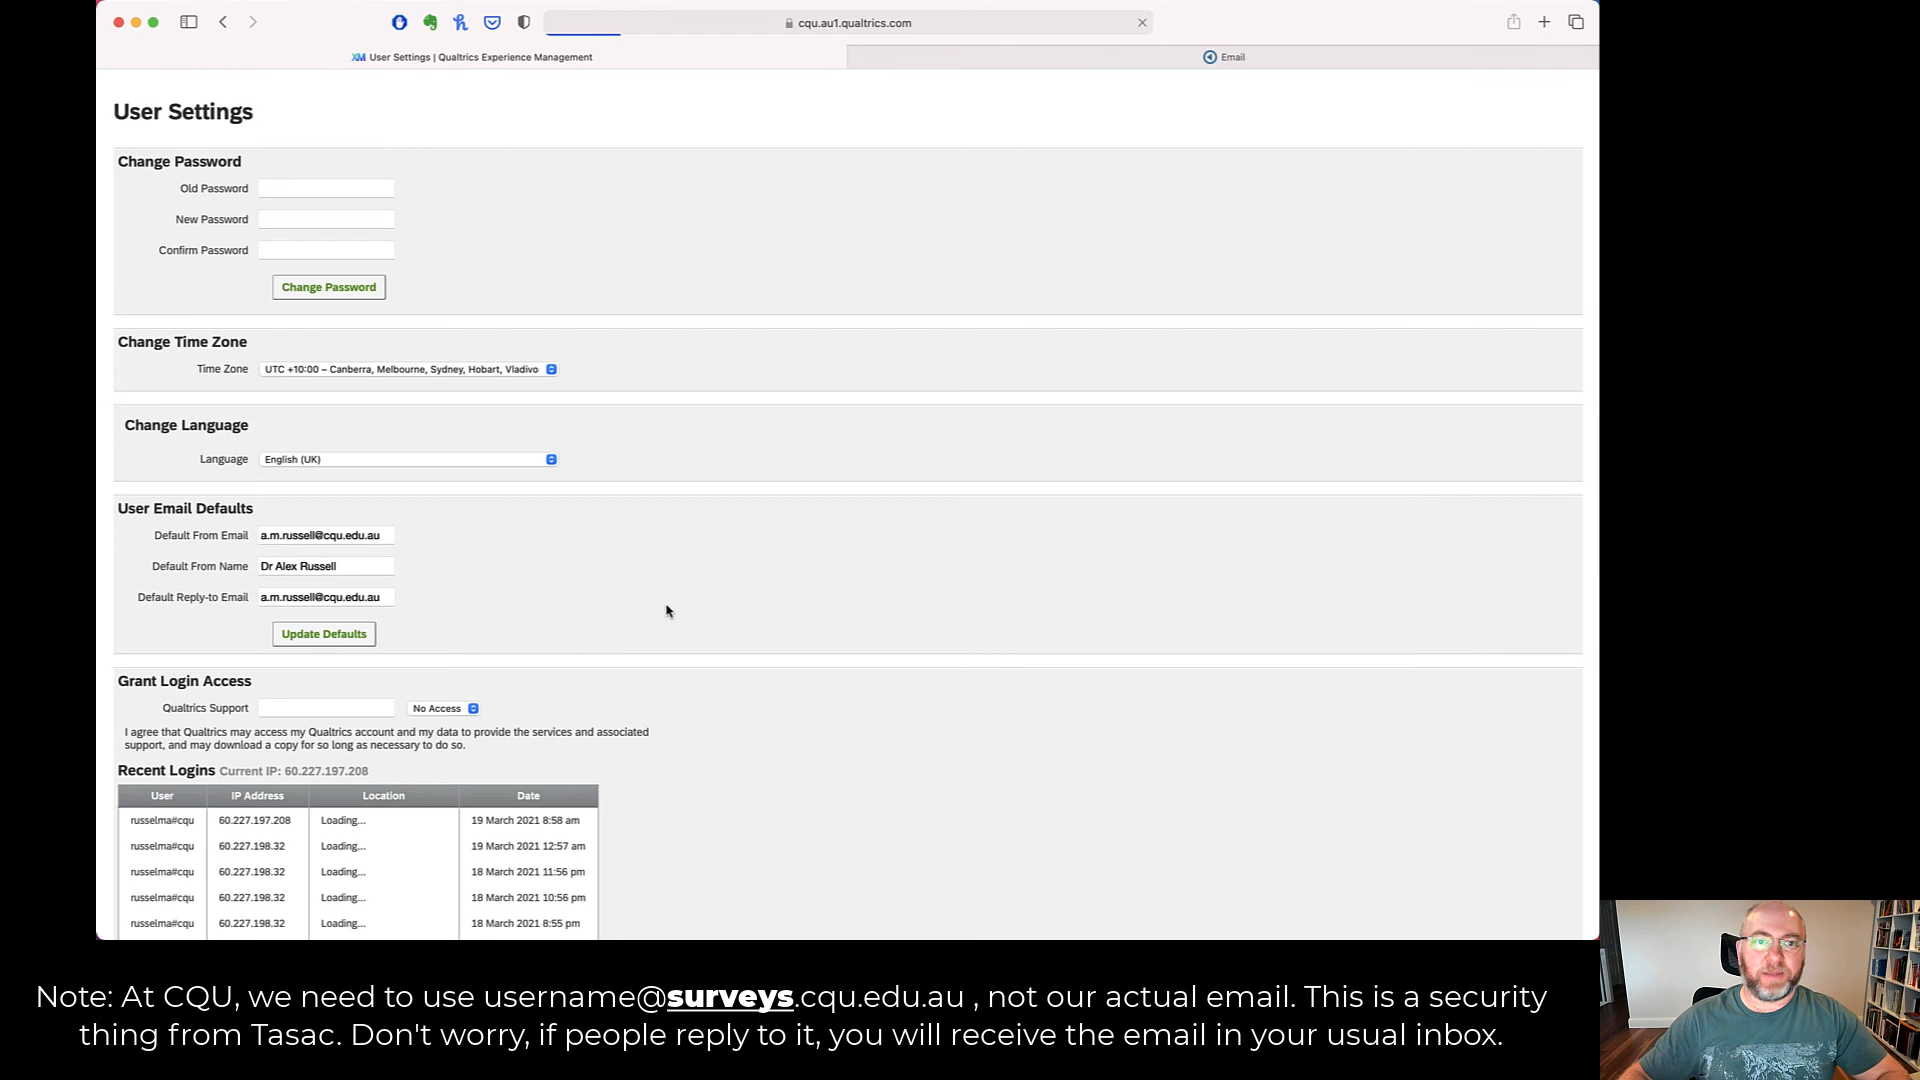 cqu.au1.qualtrics.com
XM User Settings | Qualtrics Experience Management
Email
User Settings
Change Password
Old Password
New Password
Confirm Password
Change Password
Change Time Zone
Time Zone UTC +10:00 – Canberra, Melbourne, Sydney, Hobart, Vladivo
Change Language
Language English (UK)
User Email Defaults
Default From Email a.m.russell@cqu.edu.au
Default From Name Dr Alex Russell
Default Reply-to Email a.m.russell@cqu.edu.au
Update Defaults
Grant Login Access
Qualtrics Support No Access
I agree that Qualtrics may access my Qualtrics account and my data to provide the services and associated
support, and may download a copy for so long as necessary to do so.
Recent Logins Current IP: 60.227.197.208
User IP Address Location Date
russelma#cqu 60.227.197.208 Loading... 19 March 2021 8:58 am
russelma#cqu 60.227.198.32 Loading... 19 March 2021 12:57 am
russelma#cqu 60.227.198.32 Loading... 18 March 2021 11:56 pm
russelma#cqu 60.227.198.32 Loading... 18 March 2021 10:56 pm
russelma#cqu 60.227.198.32 Loading... 18 March 2021 8:55 pm
Note: At CQU, we need to use username@surveys.cqu.edu.au , not our actual email. This is a security
thing from Tasac. Don't worry, if people reply to it, you will receive the email in your usual inbox.